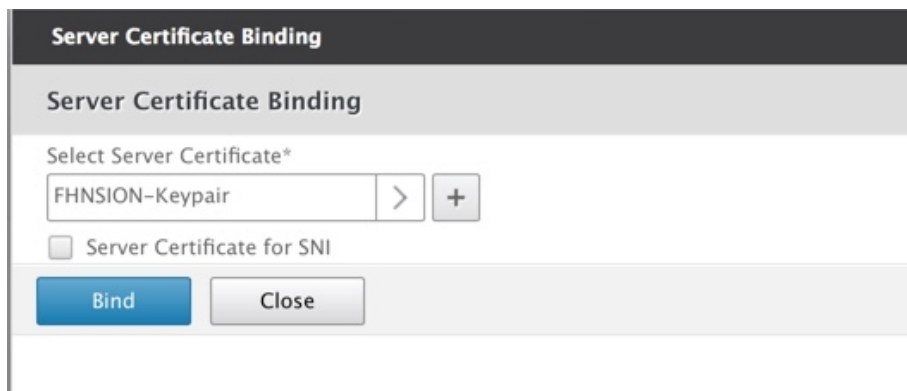 Server Certificate Binding
Server Certificate Binding
Select Server Certificate*
FHNSION-Keypair
Server Certificate for SNI
Bind Close